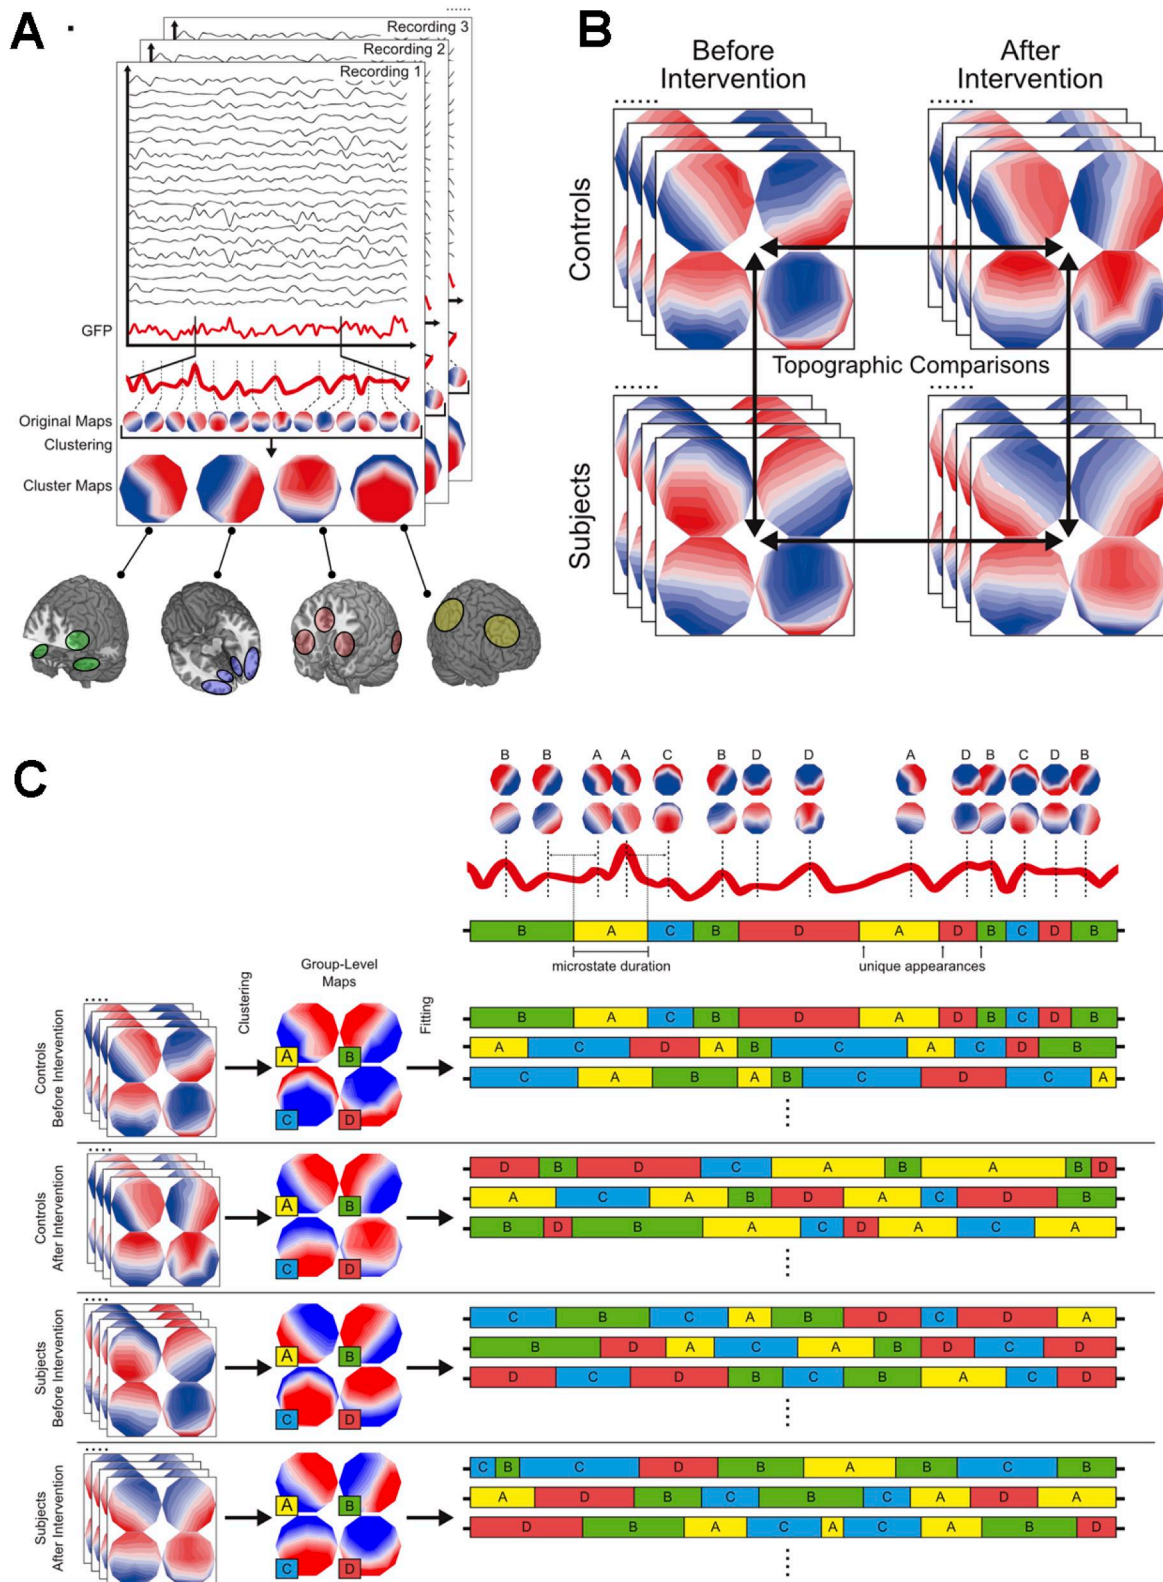 A
Recording 3
Recording 2
Recording 1
GFP
Original Maps
Clustering
Cluster Maps
B
Before
Intervention
After
Intervention
Controls
Topographic Comparisons
Subjects
C
B B A A C B D D A D B C D B
B A C B D A D B C D B
microstate duration
unique appearances
Clustering
Group-Level
Maps
Fitting
Controls
Before Intervention
A B
C D
B A C B D A D B C D B
A C D A B C A C D B
C A B A B C D C A
Controls
After Intervention
A B
C D
D B D C A B A B D
A C A B D A C D B
B D B A C D A C A
Subjects
Before Intervention
A B
C D
C B C A B D C D A
B D A C A B D C D
D C D B C B A C D
Subjects
After Intervention
A B
C D
C B C D B A B C B
A D B C B C A D A
D B A C A C A B D